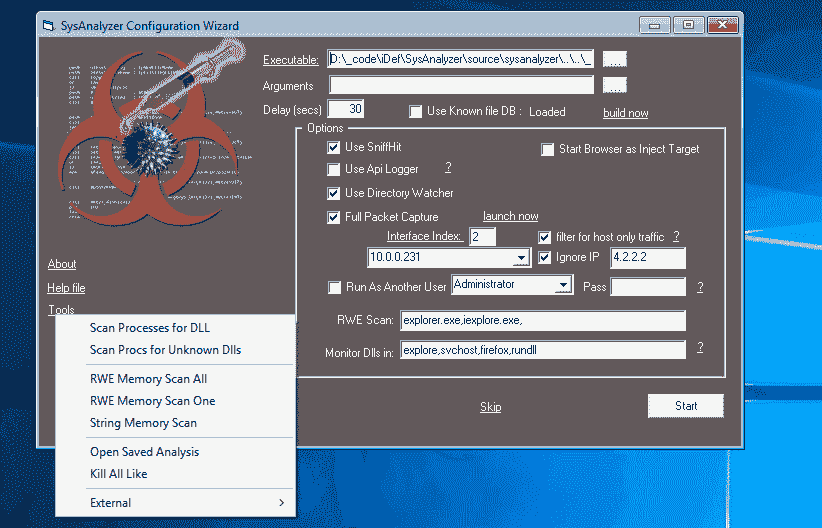 SysAnalyzer Configuration Wizard
Executable: D:\_code\iDef\SysAnalyzer\source\sysanalyzer\..\..\_ ...
Arguments ...
Delay (secs) 30 Use Known file DB : Loaded build now
Options
Use SniffHit Start Browser as Inject Target
Use Api Logger ?
Use Directory Watcher
Full Packet Capture launch now
Interface Index: 2 filter for host only traffic ?
10.0.0.231 Ignore IP 4.2.2.2
Run As Another User Administrator Pass ?
RWE Scan: explorer.exe,iexplore.exe,
Monitor Dlls in: explore,svchost,firefox,rundll ?
Skip Start
About
Help file
Tools
Scan Processes for DLL
Scan Procs for Unknown Dlls
RWE Memory Scan All
RWE Memory Scan One
String Memory Scan
Open Saved Analysis
Kill All Like
External